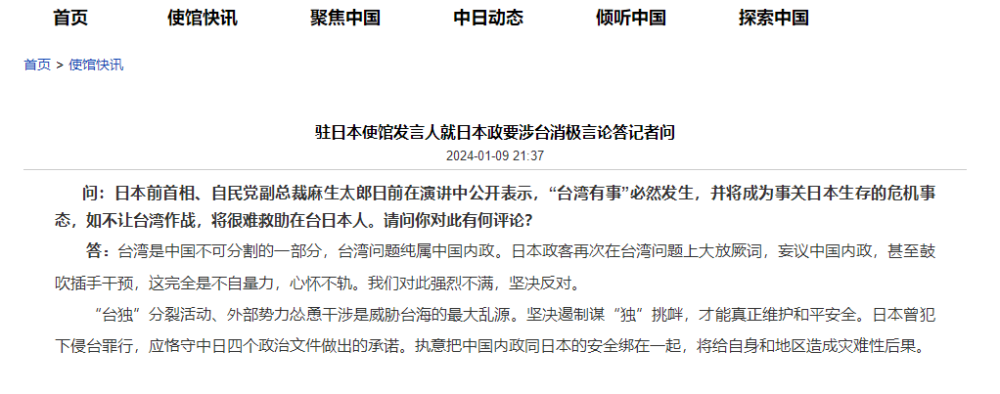 首页 使馆快讯 聚焦中国 中日动态 倾听中国 探索中国
首页 > 使馆快讯
驻日本使馆发言人就日本政要涉台消极言论答记者问
2024-01-09 21:37
问：日本前首相、自民党副总裁麻生太郎日前在演讲中公开表示，“台湾有事”必然发生，并将成为事关日本生存的危机事
态，如不让台湾作战，将很难救助在台日本人。请问你对此有何评论？
答：台湾是中国不可分割的一部分，台湾问题纯属中国内政。日本政客再次在台湾问题上大放厥词，妄议中国内政，甚至鼓
吹插手干预，这完全是不自量力，心怀不轨。我们对此强烈不满，坚决反对。
“台独”分裂活动、外部势力怂恿干涉是威胁台海的最大乱源。坚决遏制谋“独”挑衅，才能真正维护和平安全。日本曾犯
下侵台罪行，应恪守中日四个政治文件做出的承诺。执意把中国内政同日本的安全绑在一起，将给自身和地区造成灾难性后果。